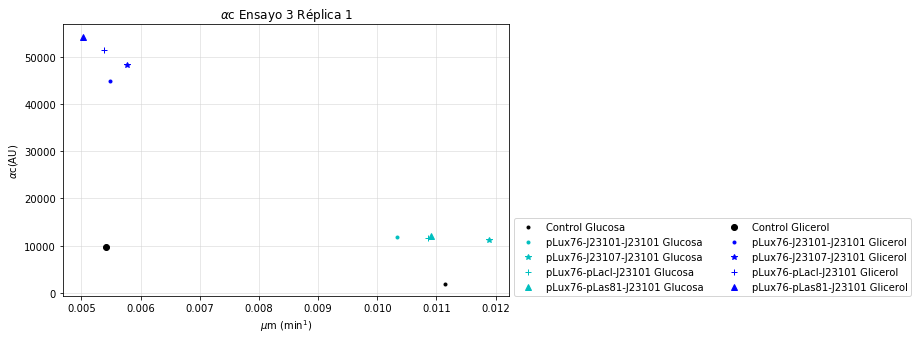 αc Ensayo 3 Réplica 1
αc(AU)
50000
40000
30000
20000
10000
0
0.005 0.006 0.007 0.008 0.009 0.010 0.011 0.012
μm (min¹)
Control Glucosa
pLux76-J23101-J23101 Glucosa
pLux76-J23107-J23101 Glucosa
pLux76-pLacI-J23101 Glucosa
pLux76-pLas81-J23101 Glucosa
Control Glicerol
pLux76-J23101-J23101 Glicerol
pLux76-J23107-J23101 Glicerol
pLux76-pLacI-J23101 Glicerol
pLux76-pLas81-J23101 Glicerol